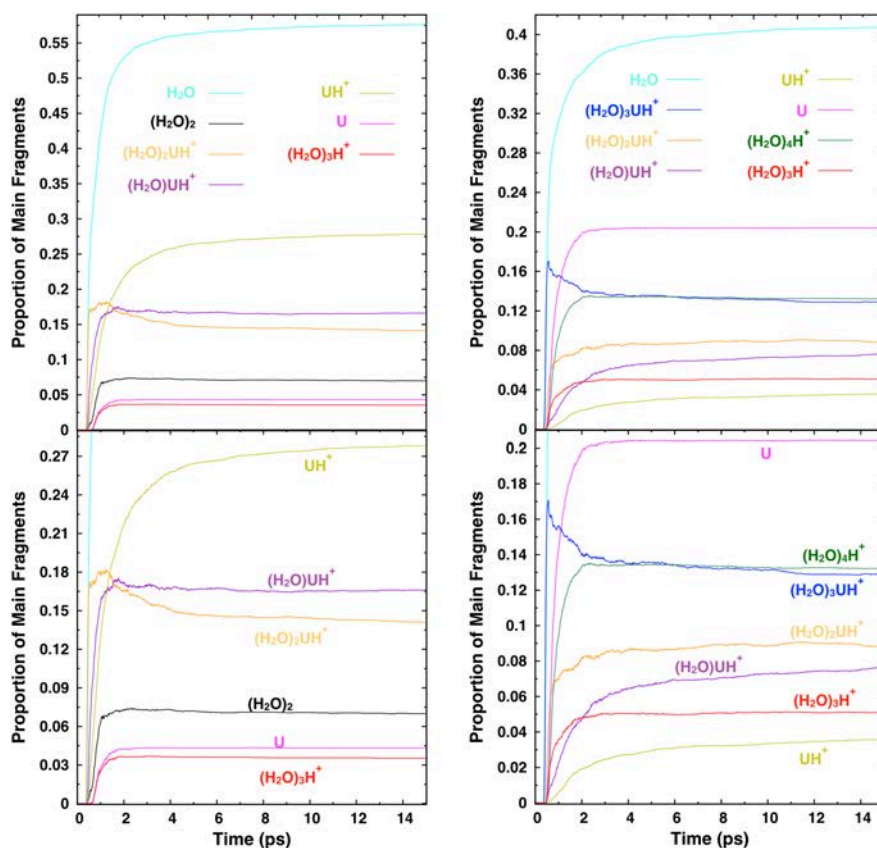 Proportion of Main Fragments
0.55
0.5
0.45
0.4
0.35
0.3
0.25
0.2
0.15
0.1
0.05
0
H₂O
(H₂O)₂
(H₂O)₂UH⁺
(H₂O)UH⁺
UH⁺
U
(H₂O)₃H⁺
Proportion of Main Fragments
0.4
0.36
0.32
0.28
0.24
0.2
0.16
0.12
0.08
0.04
0
H₂O
(H₂O)₃UH⁺
(H₂O)₂UH⁺
(H₂O)UH⁺
UH⁺
U
(H₂O)₄H⁺
(H₂O)₃H⁺
Proportion of Main Fragments
0.27
0.24
0.21
0.18
0.15
0.12
0.09
0.06
0.03
0
UH⁺
(H₂O)UH⁺
(H₂O)₂UH⁺
(H₂O)₂
U
(H₂O)₃H⁺
0 2 4 6 8 10 12 14
Time (ps)
Proportion of Main Fragments
0.2
0.18
0.16
0.14
0.12
0.1
0.08
0.06
0.04
0.02
0
U
(H₂O)₄H⁺
(H₂O)₃UH⁺
(H₂O)₂UH⁺
(H₂O)UH⁺
(H₂O)₃H⁺
UH⁺
0 2 4 6 8 10 12 14
Time (ps)